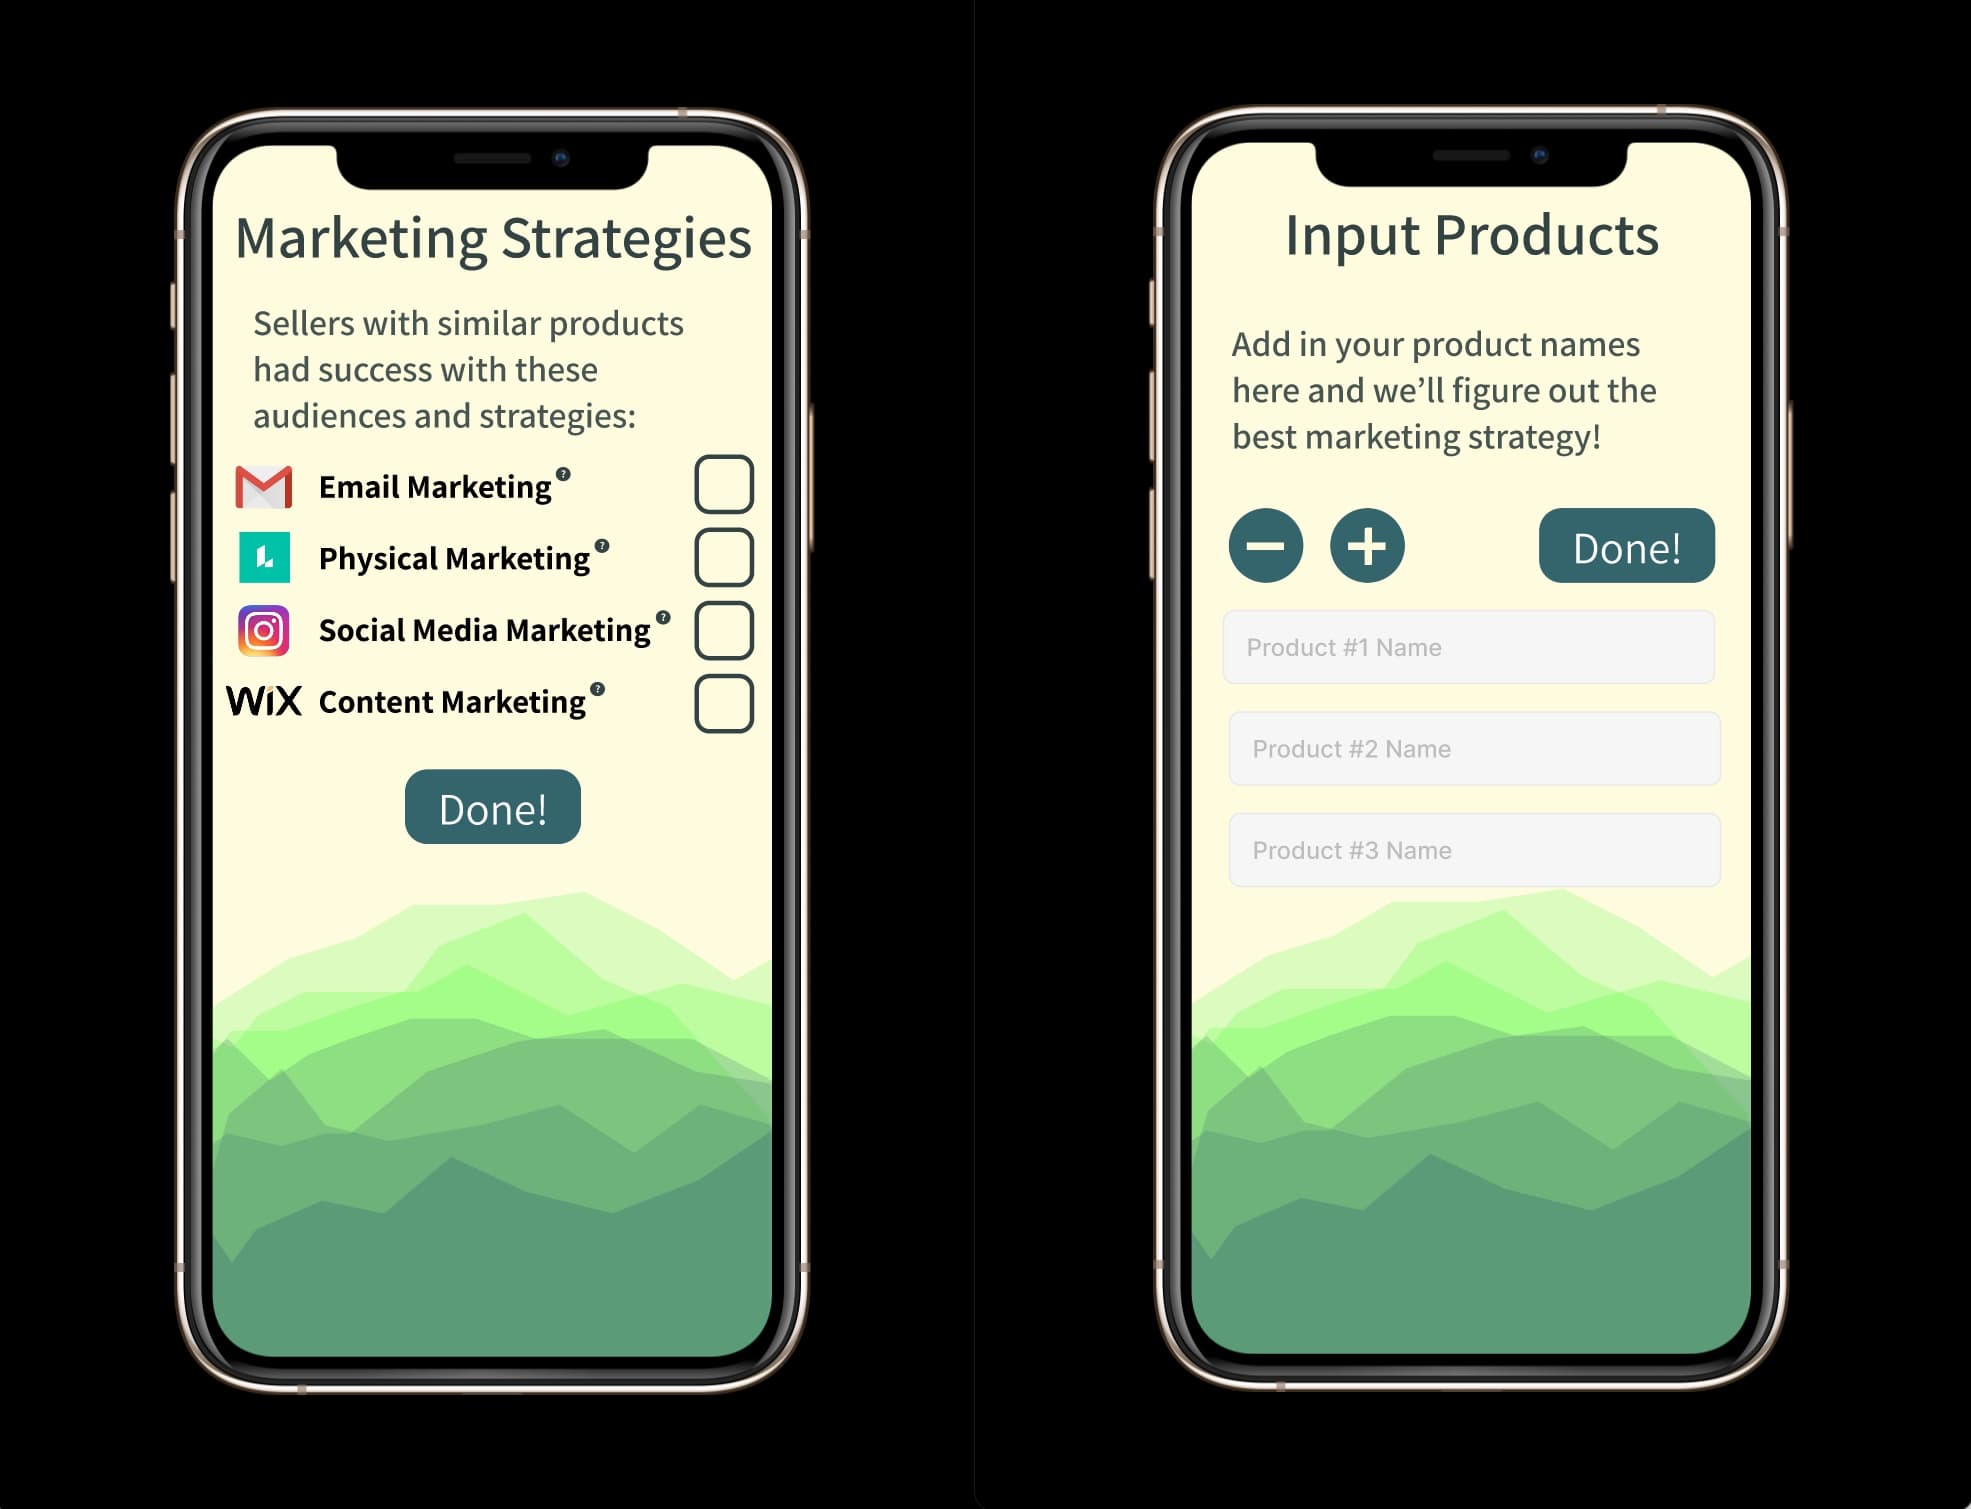 Marketing Strategies
Sellers with similar products
had success with these
audiences and strategies:
Email Marketing ?
Physical Marketing ?
Social Media Marketing ?
WiX Content Marketing ?
Done!
Input Products
Add in your product names
here and we’ll figure out the
best marketing strategy!
Done!
Product #1 Name
Product #2 Name
Product #3 Name